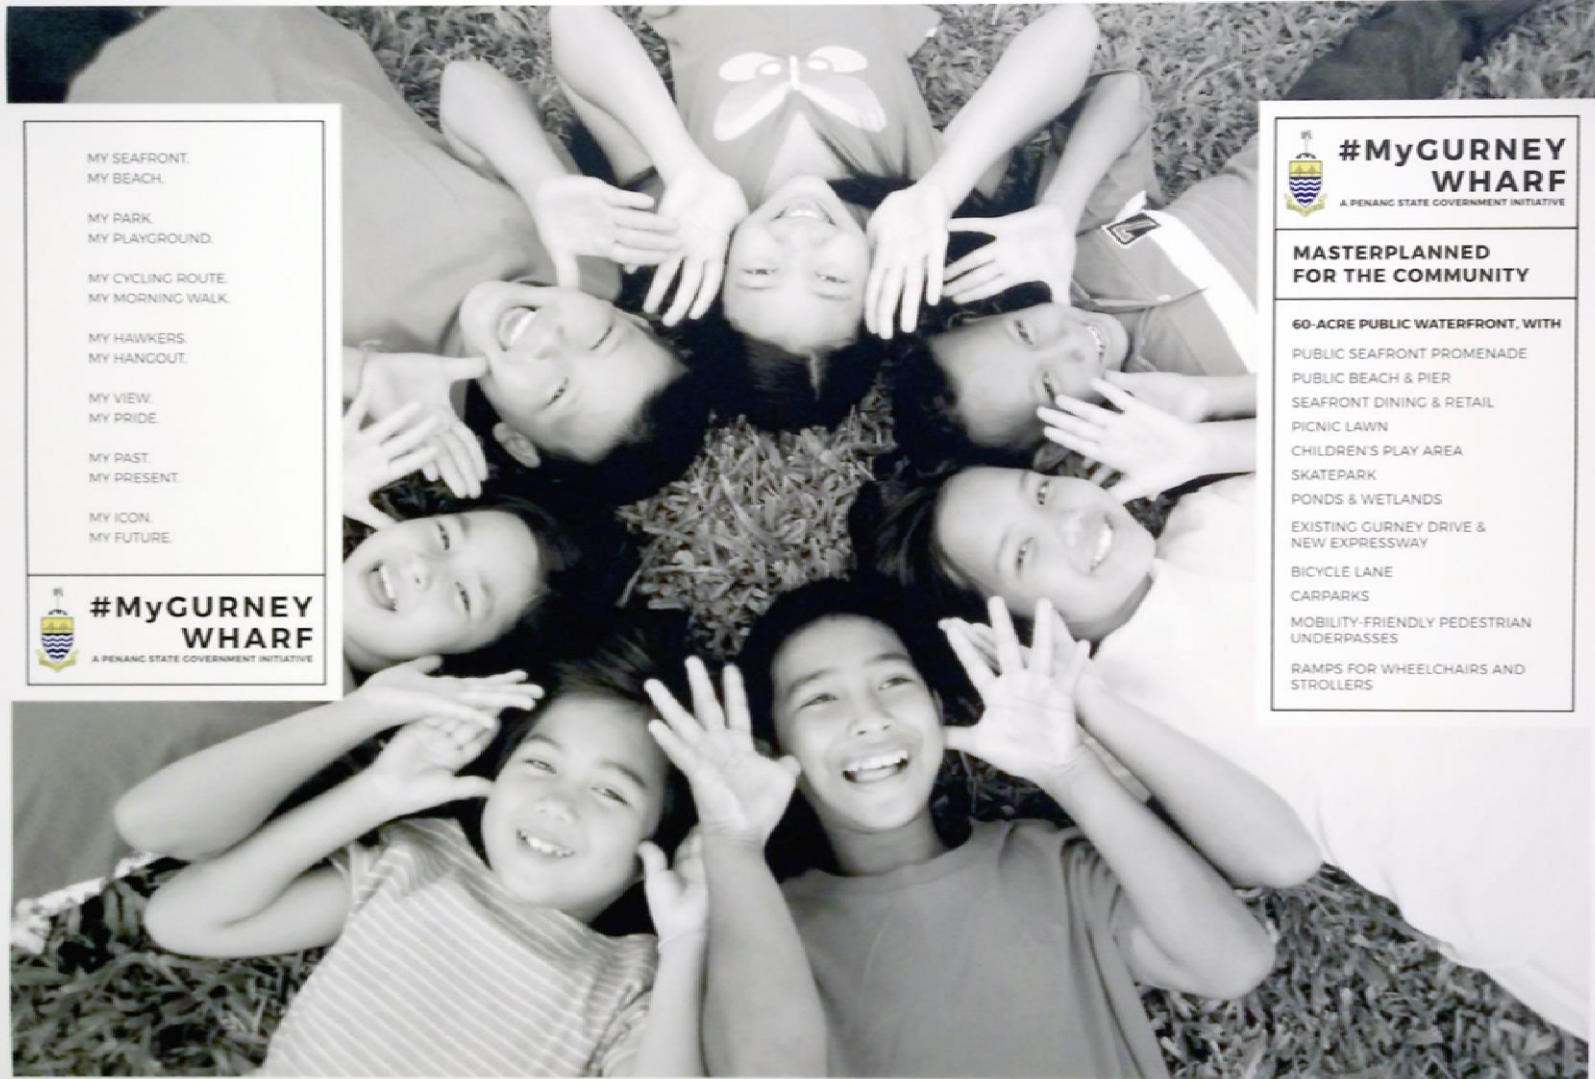 MY SEAFRONT.
MY BEACH.
MY PARK.
MY PLAYGROUND.
MY CYCLING ROUTE.
MY MORNING WALK.
MY HAWKERS.
MY HANGOUT.
MY VIEW.
MY PRIDE.
MY PAST.
MY PRESENT.
MY ICON.
MY FUTURE.
#MyGURNEY
WHARF
A PENANG STATE GOVERNMENT INITIATIVE
#MyGURNEY
WHARF
A PENANG STATE GOVERNMENT INITIATIVE
MASTERPLANNED
FOR THE COMMUNITY
60-ACRE PUBLIC WATERFRONT, WITH
PUBLIC SEAFRONT PROMENADE
PUBLIC BEACH & PIER
SEAFRONT DINING & RETAIL
PICNIC LAWN
CHILDREN'S PLAY AREA
SKATEPARK
PONDS & WETLANDS
EXISTING GURNEY DRIVE &
NEW EXPRESSWAY
BICYCLE LANE
CARPARKS
MOBILITY-FRIENDLY PEDESTRIAN
UNDERPASSES
RAMPS FOR WHEELCHAIRS AND
STROLLERS